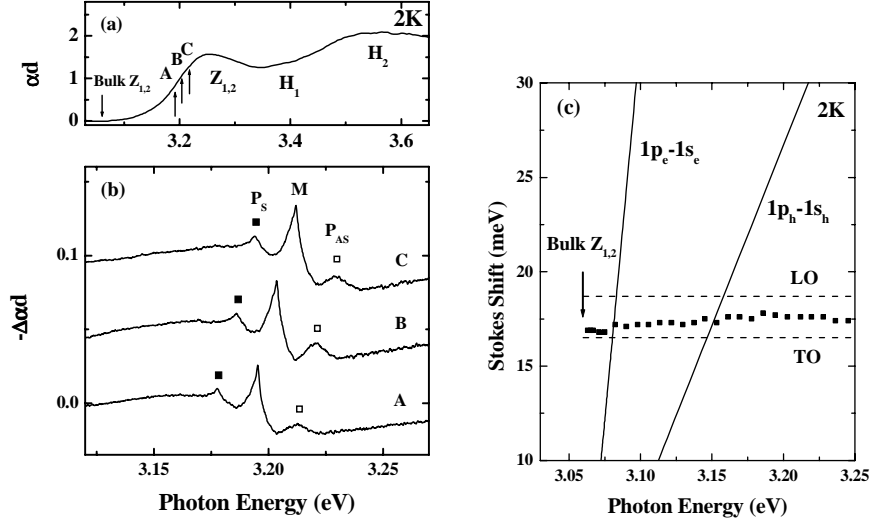 (a)
2K
2
1
0
αd
Bulk Z1,2
A
B
C
Z1,2
H1
H2
3.2
3.4
3.6
(b)
PS
M
PAS
C
B
A
0.1
0.0
-Δαd
3.15
3.20
3.25
Photon Energy (eV)
(c)
2K
30
25
20
15
10
Stokes Shift (meV)
1pe-1se
1ph-1sh
Bulk Z1,2
LO
TO
3.05
3.10
3.15
3.20
3.25
Photon Energy (eV)